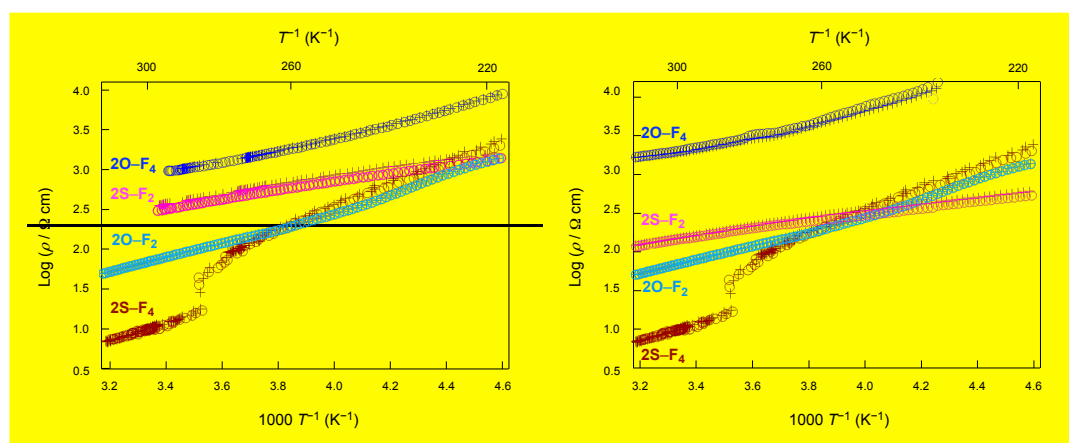 T⁻¹ (K⁻¹)
300
260
220
4.0
3.5
3.0
2.5
2.0
1.5
1.0
0.5
Log (ρ / Ω cm)
2O–F₄
2S–F₂
2O–F₂
2S–F₄
3.2
3.4
3.6
3.8
4.0
4.2
4.4
4.6
1000 T⁻¹ (K⁻¹)
T⁻¹ (K⁻¹)
300
260
220
4.0
3.5
3.0
2.5
2.0
1.5
1.0
0.5
Log (ρ / Ω cm)
2O–F₄
2S–F₂
2O–F₂
2S–F₄
3.2
3.4
3.6
3.8
4.0
4.2
4.4
4.6
1000 T⁻¹ (K⁻¹)